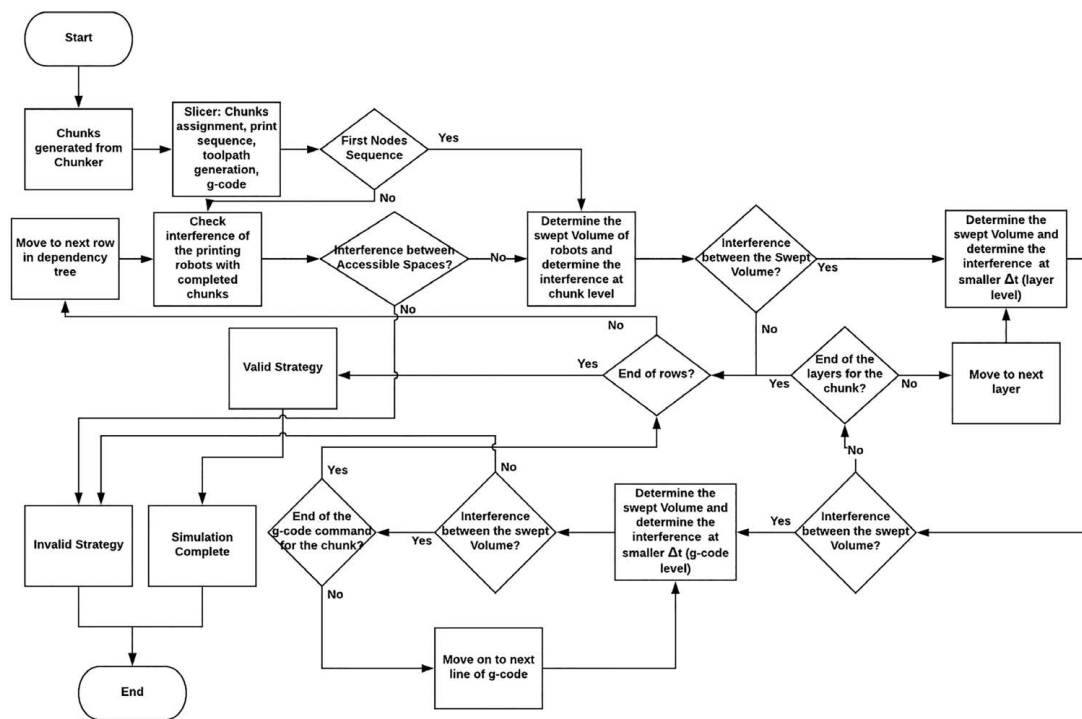 Start
Chunks
generated from
Chunker
Slicer: Chunks
assignment, print
sequence,
toolpath
generation,
g-code
First Nodes
Sequence
Yes
No
Move to next row
in dependency
tree
Check
interference of
the printing
robots with
completed
chunks
Interference between
Accessible Spaces?
No
No
Determine the
swept Volume of
robots and
determine the
interference at
chunk level
Interference
between the Swept
Volume?
Yes
No
Determine the
swept Volume and
determine the
interference at
smaller Δt (layer
level)
Valid Strategy
Yes
No
End of rows?
Yes
End of the
layers for the
chunk?
No
Move to next
layer
No
Invalid Strategy
Simulation
Complete
Yes
End of the
g-code command
for the chunk?
No
Yes
No
Interference
between the swept
Volume?
Determine the
swept Volume and
determine the
interference at
smaller Δt (g-code
level)
Yes
Interference
between the swept
Volume?
Move on to next
line of g-code
End